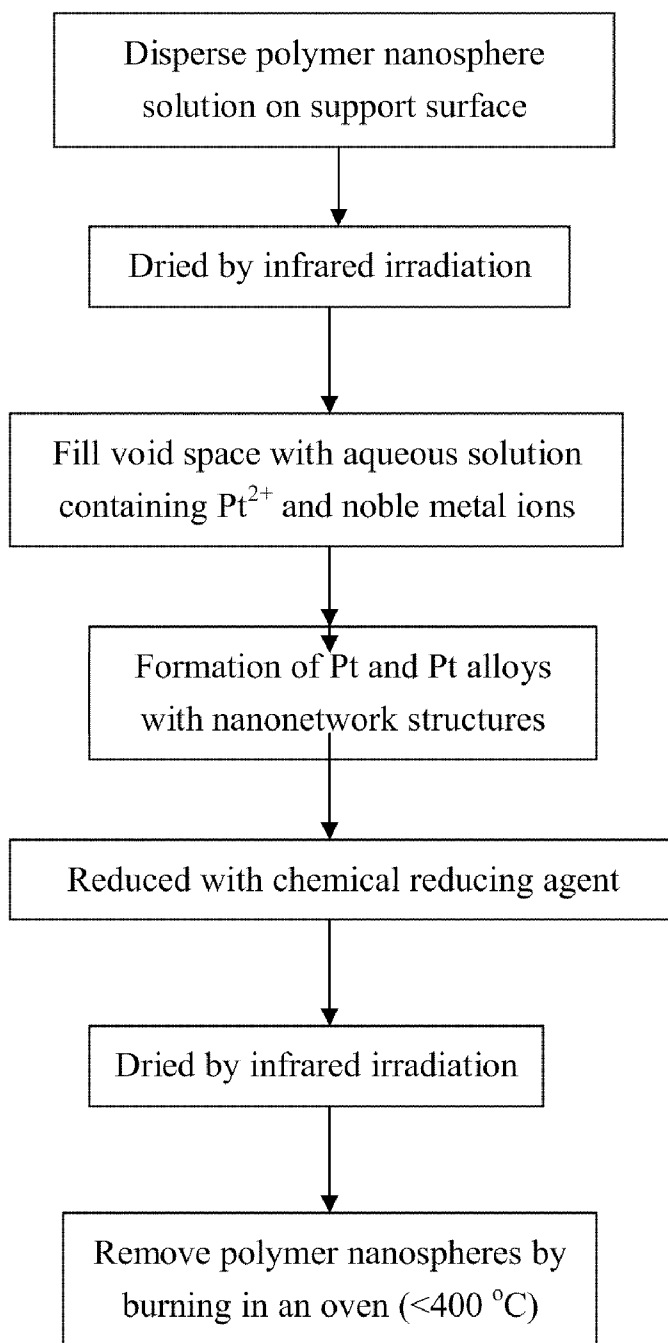 Disperse polymer nanosphere
solution on support surface
Dried by infrared irradiation
Fill void space with aqueous solution
containing Pt²⁺ and noble metal ions
Formation of Pt and Pt alloys
with nanonetwork structures
Reduced with chemical reducing agent
Dried by infrared irradiation
Remove polymer nanospheres by
burning in an oven (<400 °C)